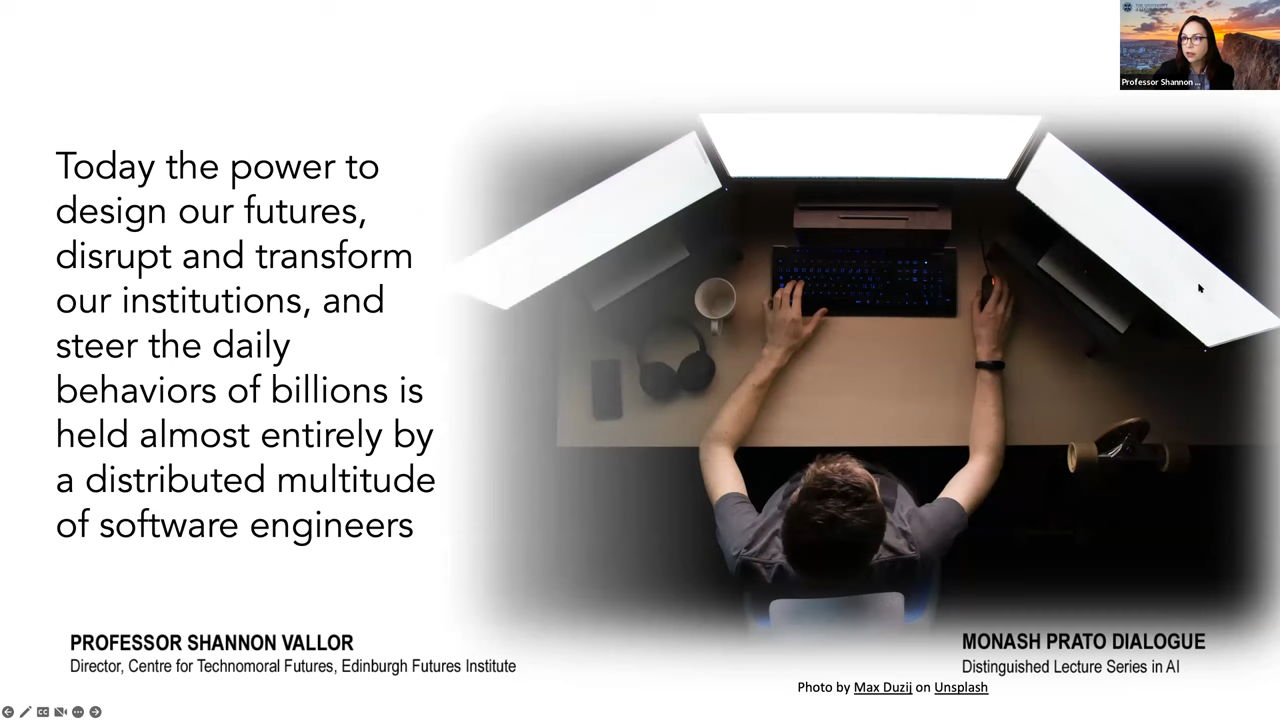 Professor Shannon ...
Today the power to
design our futures,
disrupt and transform
our institutions, and
steer the daily
behaviors of billions is
held almost entirely by
a distributed multitude
of software engineers
PROFESSOR SHANNON VALLOR
Director, Centre for Technomoral Futures, Edinburgh Futures Institute
MONASH PRATO DIALOGUE
Distinguished Lecture Series in AI
Photo by Max Duzij on Unsplash